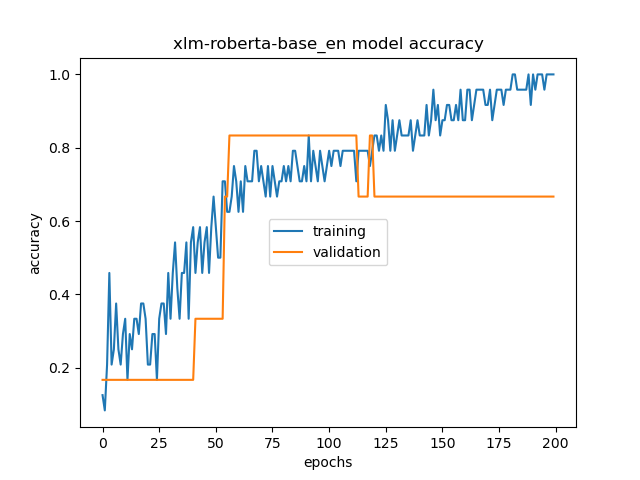 xlm-roberta-base_en model accuracy
accuracy
1.0
0.8
0.6
0.4
0.2
training
validation
0 25 50 75 100 125 150 175 200
epochs